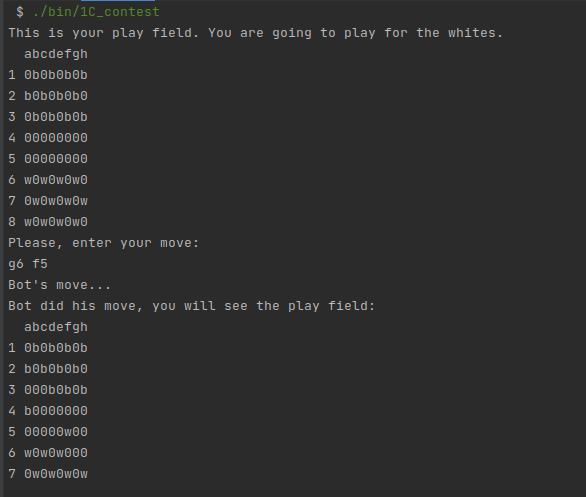 $ ./bin/1C_contest
This is your play field. You are going to play for the whites.
  abcdefgh
1 0b0b0b0b
2 b0b0b0b0
3 0b0b0b0b
4 00000000
5 00000000
6 w0w0w0w0
7 0w0w0w0w
8 w0w0w0w0
Please, enter your move:
g6 f5
Bot's move...
Bot did his move, you will see the play field:
  abcdefgh
1 0b0b0b0b
2 b0b0b0b0
3 000b0b0b
4 b0000000
5 00000w00
6 w0w0w000
7 0w0w0w0w